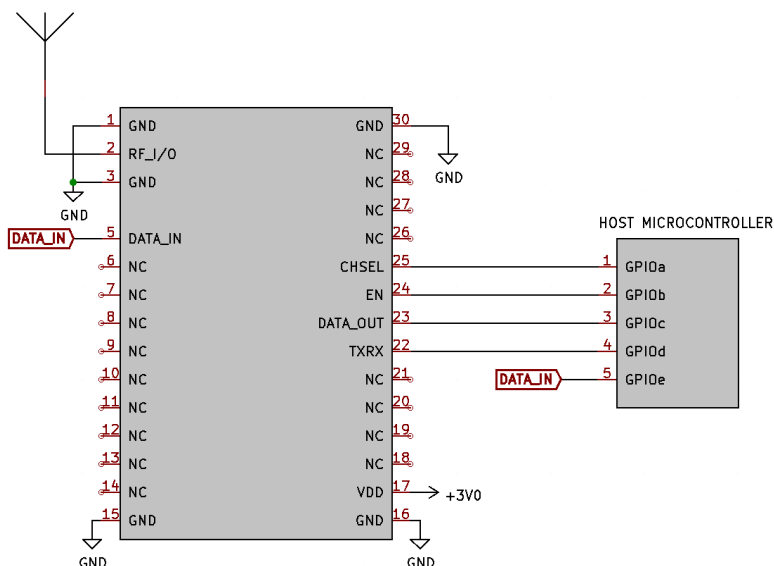 1 GND
2 RF_I/O
3 GND
GND
DATA_IN 5 DATA_IN
6 NC
7 NC
8 NC
9 NC
10 NC
11 NC
12 NC
13 NC
14 NC
15 GND
GND
GND 30
GND
NC 29
NC 28
NC 27
NC 26
CHSEL 25
EN 24
DATA_OUT 23
TXRX 22
NC 21
NC 20
NC 19
NC 18
VDD 17 +3V0
GND 16
GND
HOST MICROCONTROLLER
1 GPIOa
2 GPIOb
3 GPIOc
4 GPIOd
DATA_IN 5 GPIOe